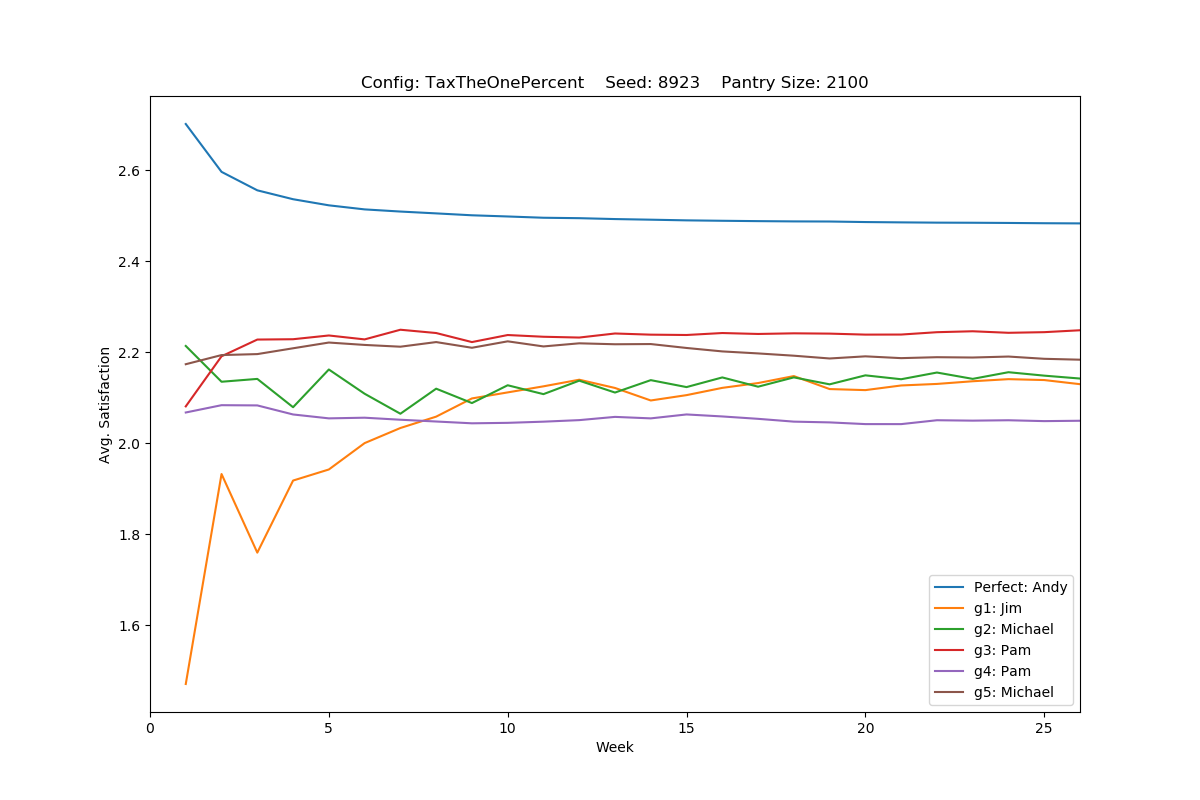 Config: TaxTheOnePercent    Seed: 8923    Pantry Size: 2100
Avg. Satisfaction
2.6
2.4
2.2
2.0
1.8
1.6
0
5
10
15
20
25
Week
Perfect: Andy
g1: Jim
g2: Michael
g3: Pam
g4: Pam
g5: Michael